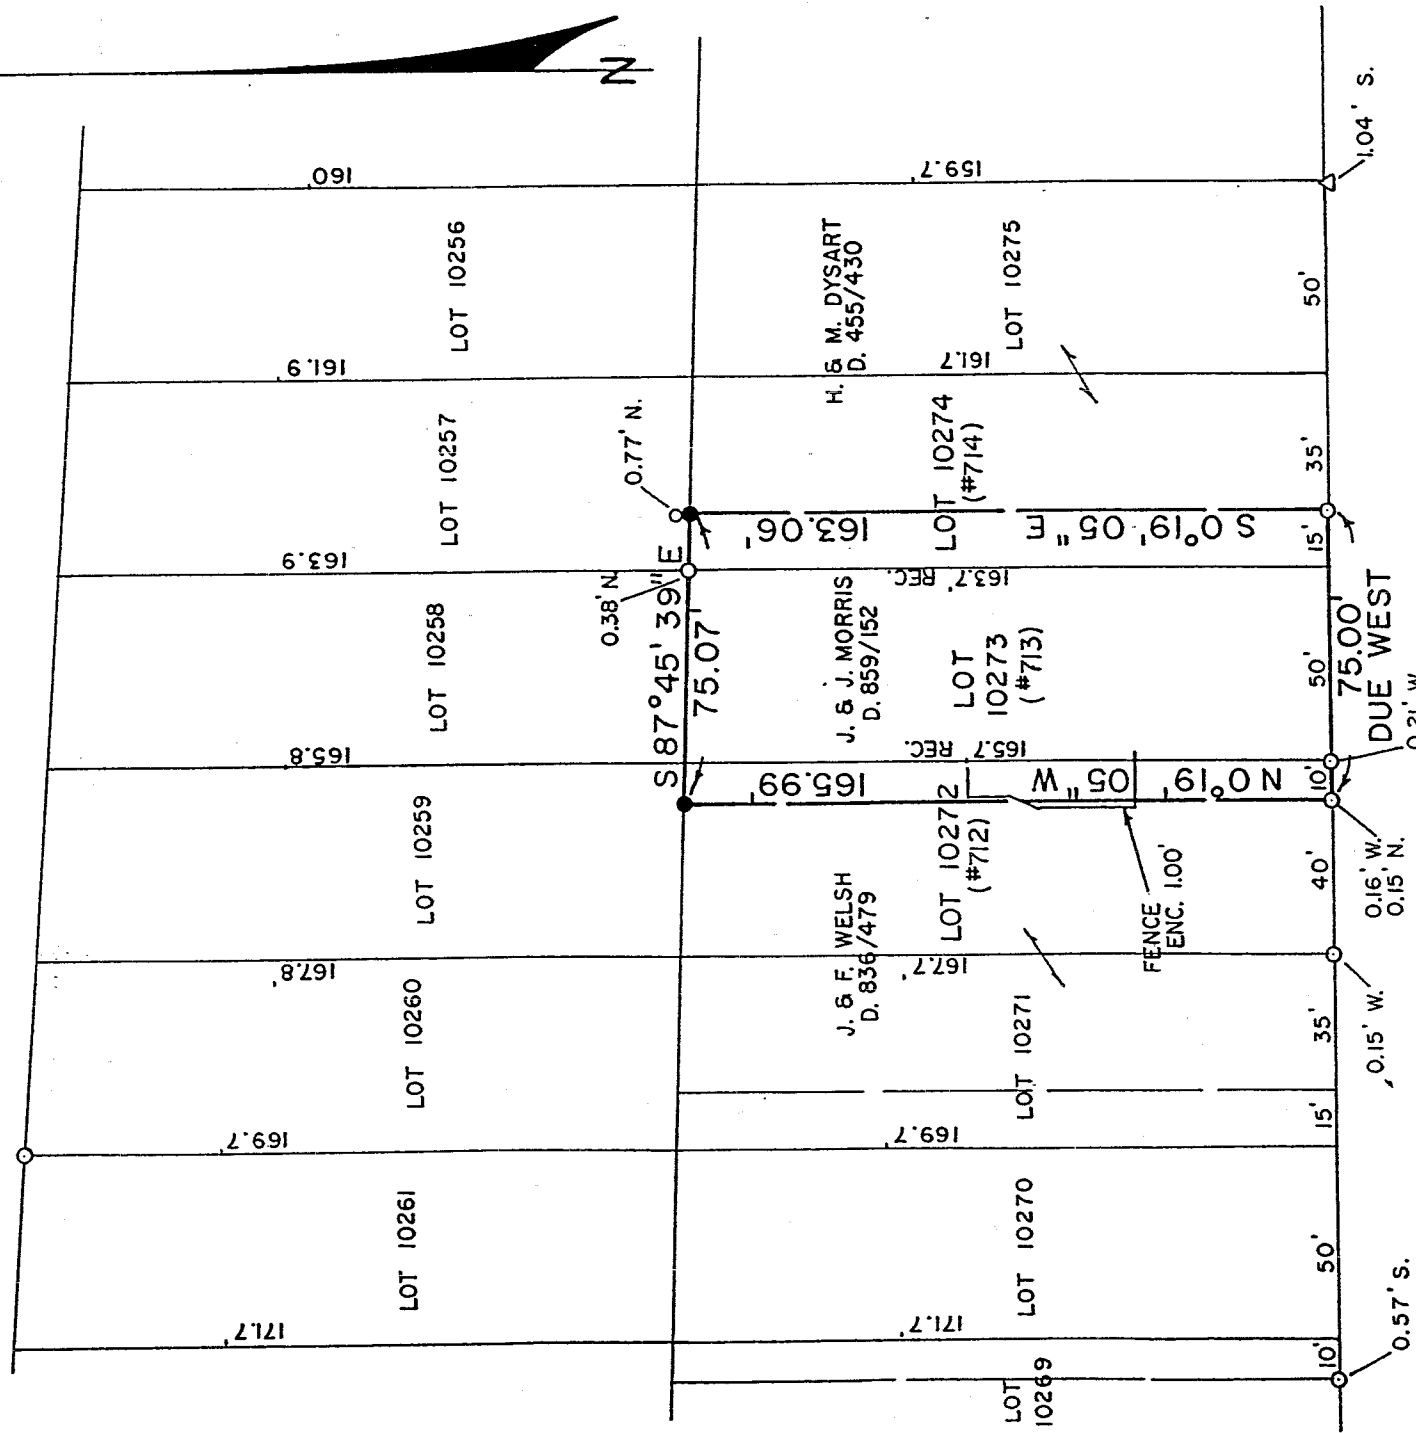 N
160'
161.9'
163.9'
165.8'
167.8'
169.7'
171.7'
LOT 10256
LOT 10257
LOT 10258
LOT 10259
LOT 10260
LOT 10261
0.77' N.
0.38' N.
S 87° 45' 39" E
75.07'
159.7'
161.7'
163.7' REC.
165.7' REC.
167.7'
169.7'
171.7'
H. & M. DYSART
D. 455/430
J. & J. MORRIS
D. 859/152
J. & F. WELSH
D. 836/479
LOT 10275
LOT 10274
(#714)
LOT
10273
(#713)
LOT 10272
(#712)
LOT 10271
LOT 10270
LOT
10269
163.06'
S 0° 19' 05" E
165.99'
N 0° 19' 05" W
FENCE
ENC. 1.00'
50'
35'
15'
50'
10'
40'
35'
15'
50'
10'
75.00'
DUE WEST
1.04' S.
0.21' W.
0.16' W.
0.15' N.
0.15' W.
0.57' S.